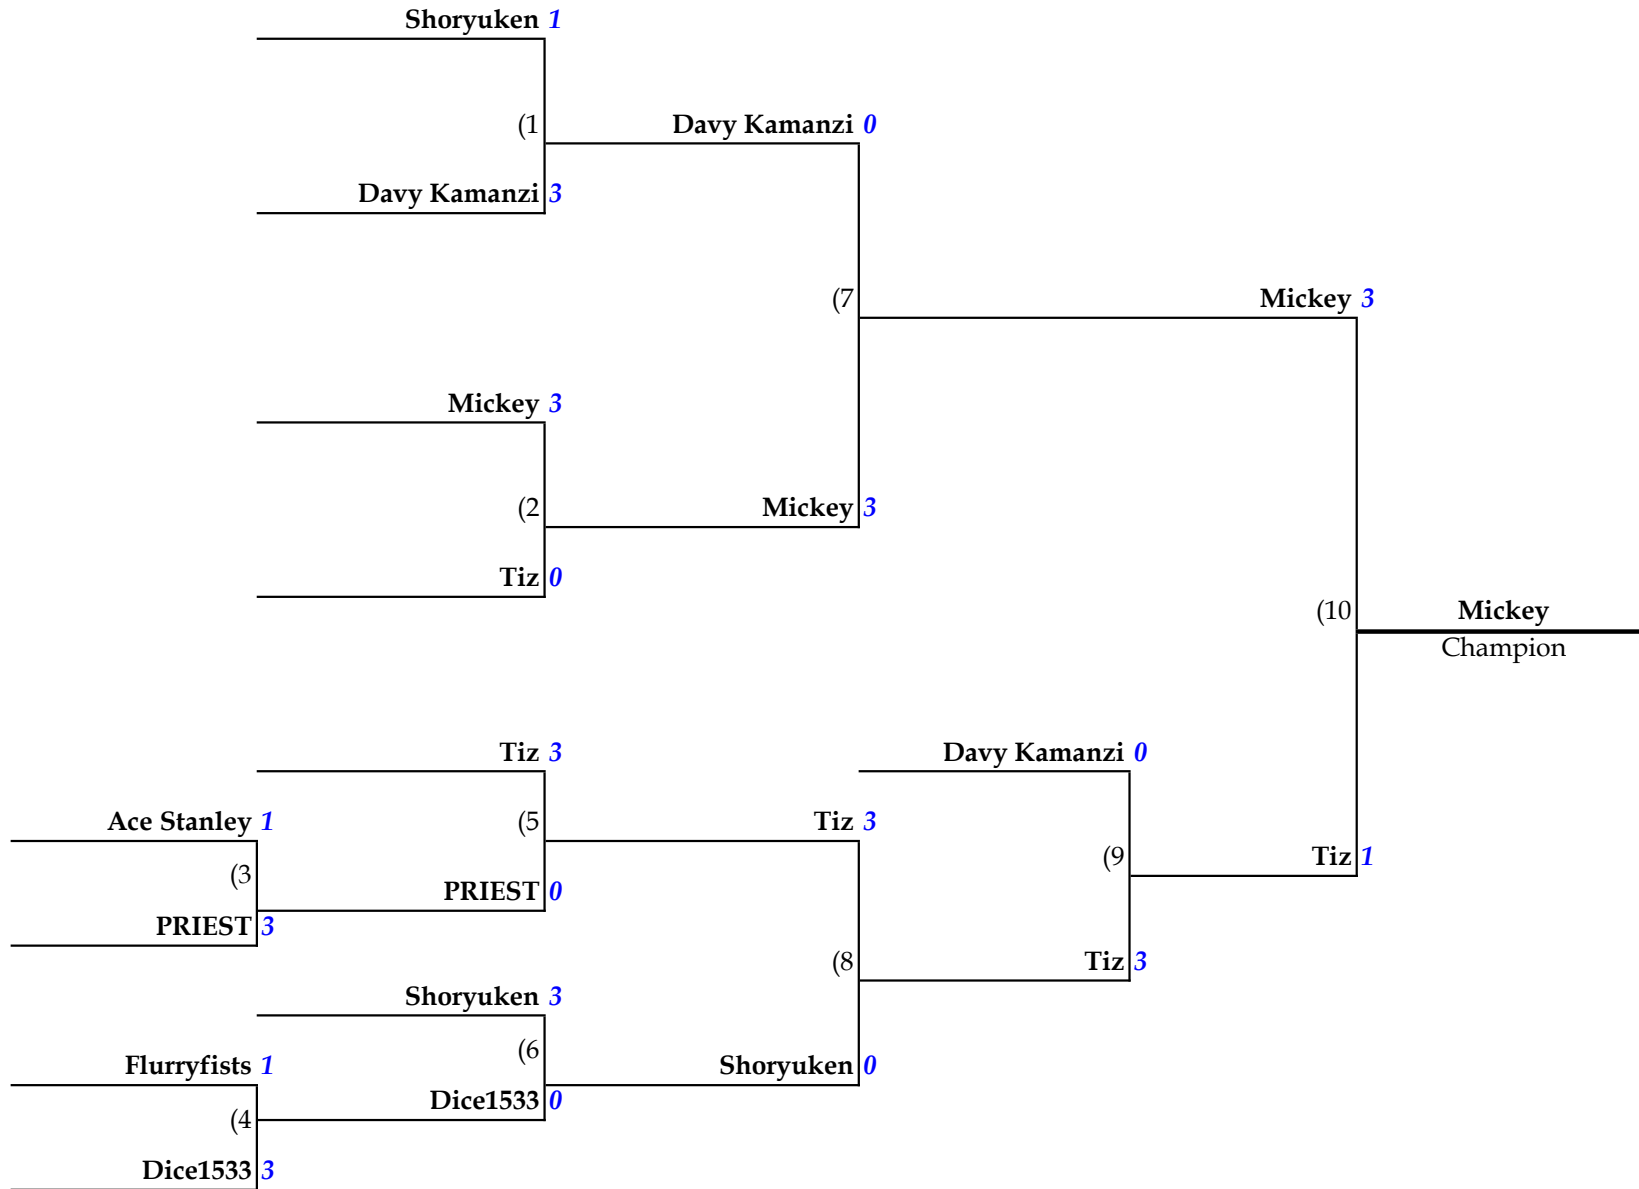 Shoryuken 1
(1
Davy Kamanzi 0
Davy Kamanzi 3
(7
Mickey 3
Mickey 3
(2
Mickey 3
Tiz 0
(10
Mickey
Champion
Tiz 3
Davy Kamanzi 0
Ace Stanley 1
(5
Tiz 3
(3
(9
Tiz 1
PRIEST 0
PRIEST 3
(8
Tiz 3
Shoryuken 3
(6
Flurryfists 1
Shoryuken 0
Dice1533 0
(4
Dice1533 3